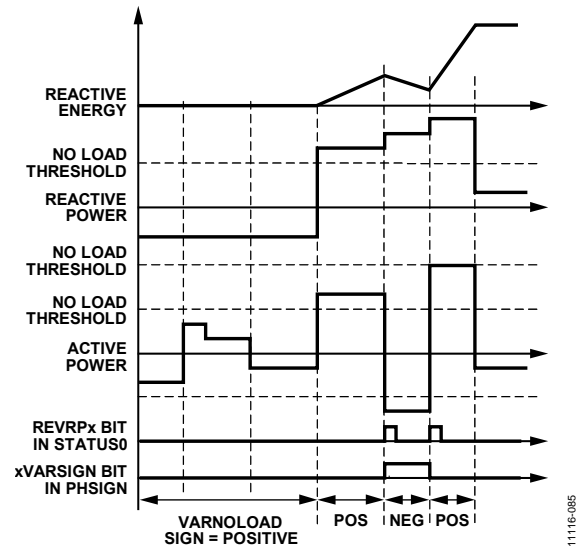 REACTIVE
ENERGY
NO LOAD
THRESHOLD
REACTIVE
POWER
NO LOAD
THRESHOLD
NO LOAD
THRESHOLD
ACTIVE
POWER
REVRPx BIT
IN STATUS0
xVARSIGN BIT
IN PHSIGN
VARNOLOAD
SIGN = POSITIVE
POS NEG POS
11116-085